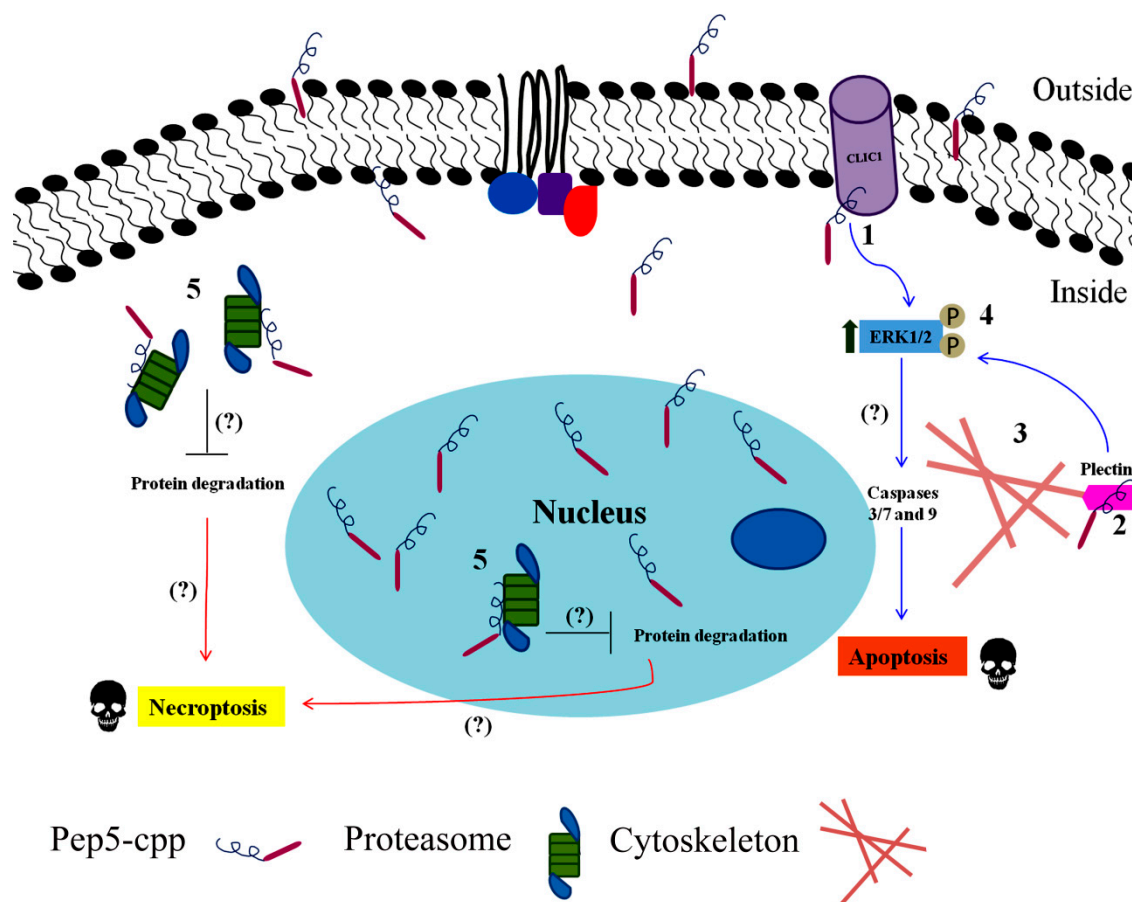 Outside
CLIC1
1
Inside
5
P
4
ERK1/2
P
(?)
(?)
3
Plectin
Protein degradation
Caspases
3/7 and 9
2
Nucleus
5
(?)
(?)
Protein degradation
Apoptosis
Necroptosis
(?)
Pep5-cpp
Proteasome
Cytoskeleton